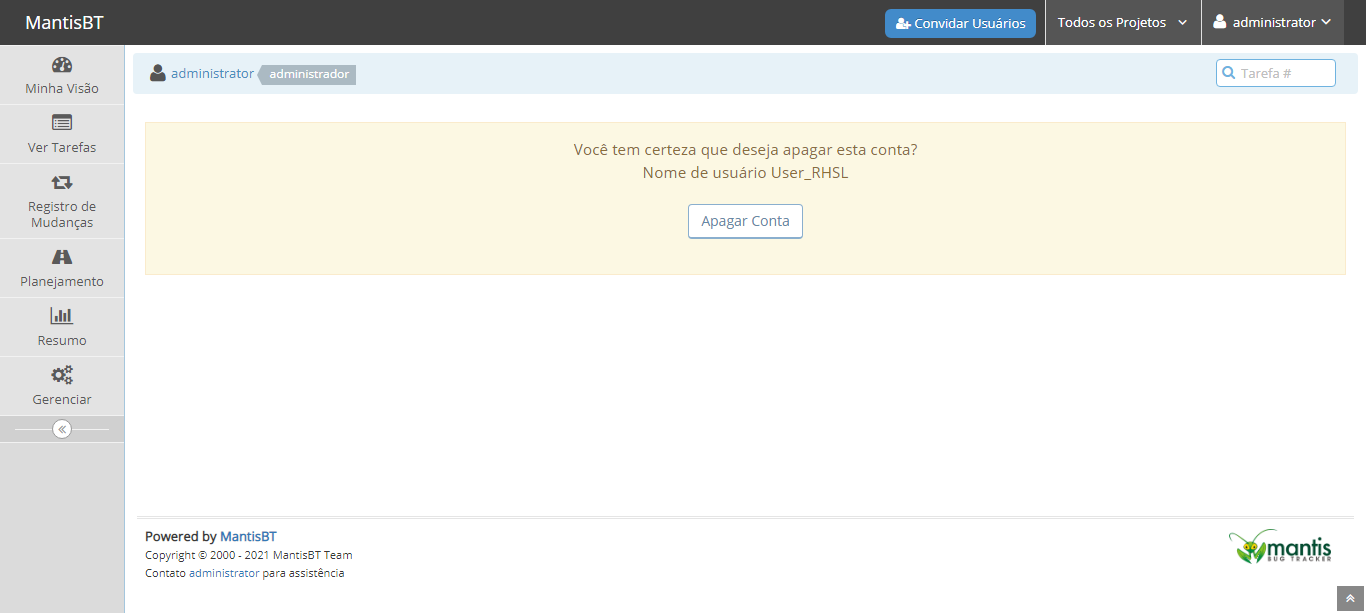 MantisBT
Convidar Usuários
Todos os Projetos
administrator
Minha Visão
Ver Tarefas
Registro de
Mudanças
Planejamento
Resumo
Gerenciar
administrator administrador
Tarefa #
Você tem certeza que deseja apagar esta conta?
Nome de usuário User_RHSL
Apagar Conta
Powered by MantisBT
Copyright © 2000 - 2021 MantisBT Team
Contato administrator para assistência
mantis
BUG TRACKER